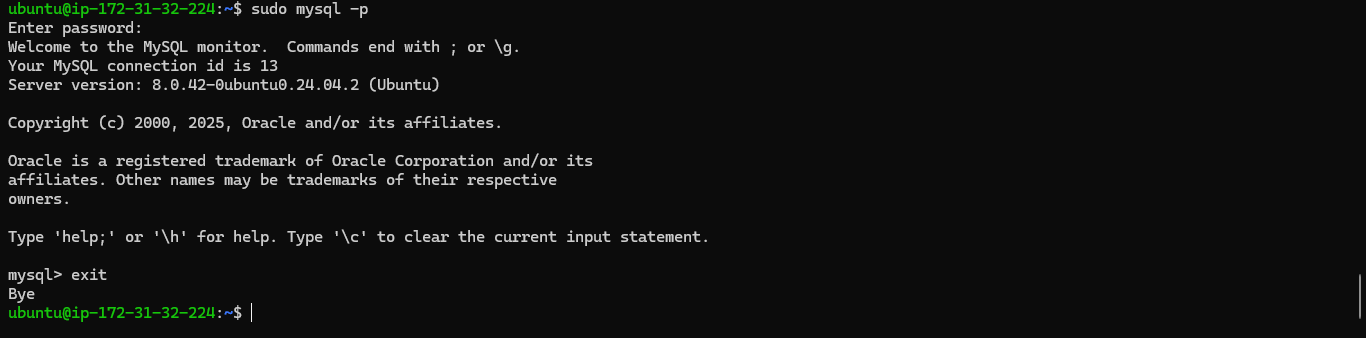 ubuntu@ip-172-31-32-224:~$ sudo mysql -p
Enter password:
Welcome to the MySQL monitor.  Commands end with ; or \g.
Your MySQL connection id is 13
Server version: 8.0.42-0ubuntu0.24.04.2 (Ubuntu)
Copyright (c) 2000, 2025, Oracle and/or its affiliates.
Oracle is a registered trademark of Oracle Corporation and/or its
affiliates. Other names may be trademarks of their respective
owners.
Type 'help;' or '\h' for help. Type '\c' to clear the current input statement.
mysql> exit
Bye
ubuntu@ip-172-31-32-224:~$